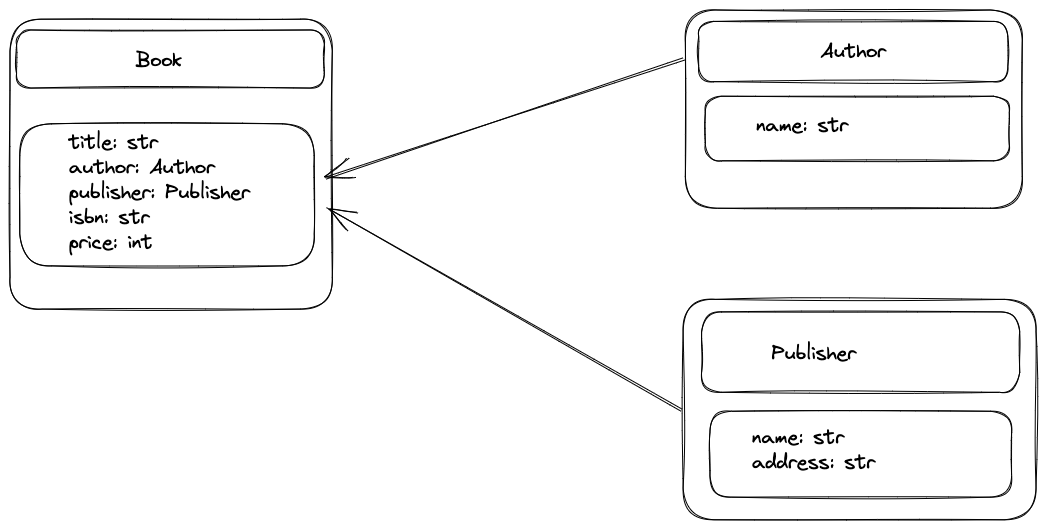 Book
title: str
author: Author
publisher: Publisher
isbn: str
price: int
Author
name: str
Publisher
name: str
address: str